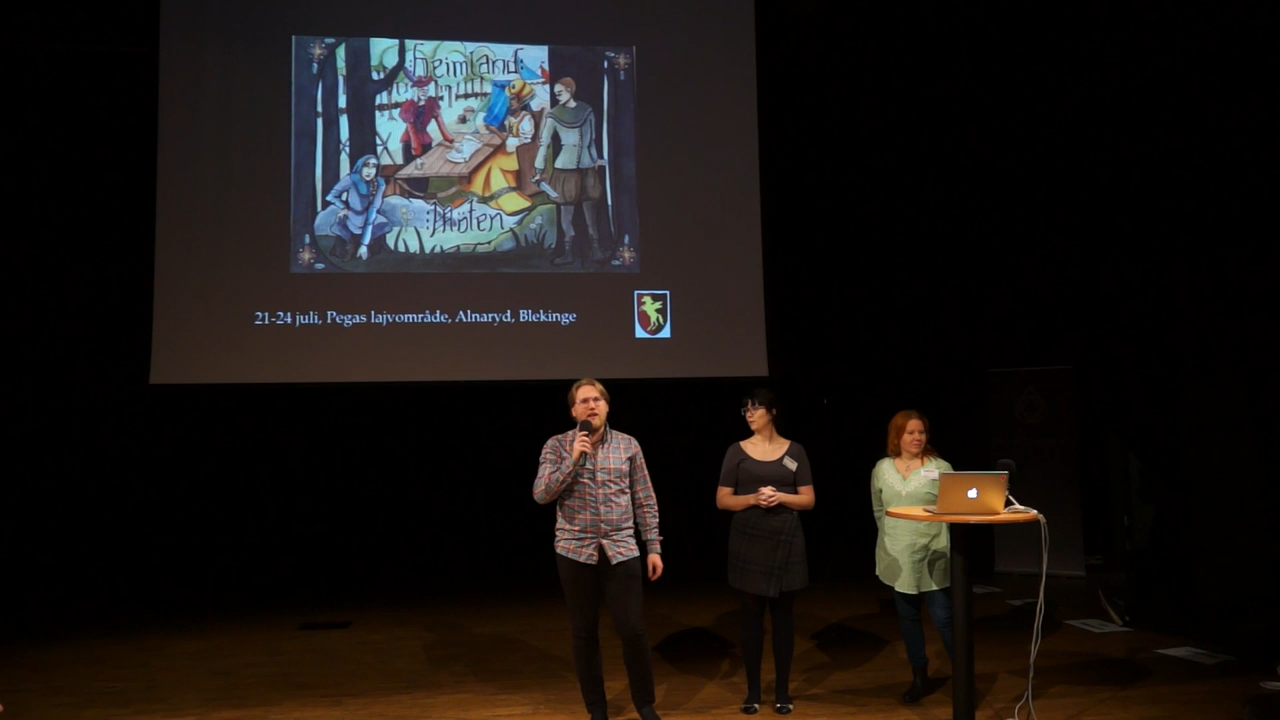 :heimland:
:Möten
21-24 juli, Pegas lajvområde, Alnaryd, Blekinge